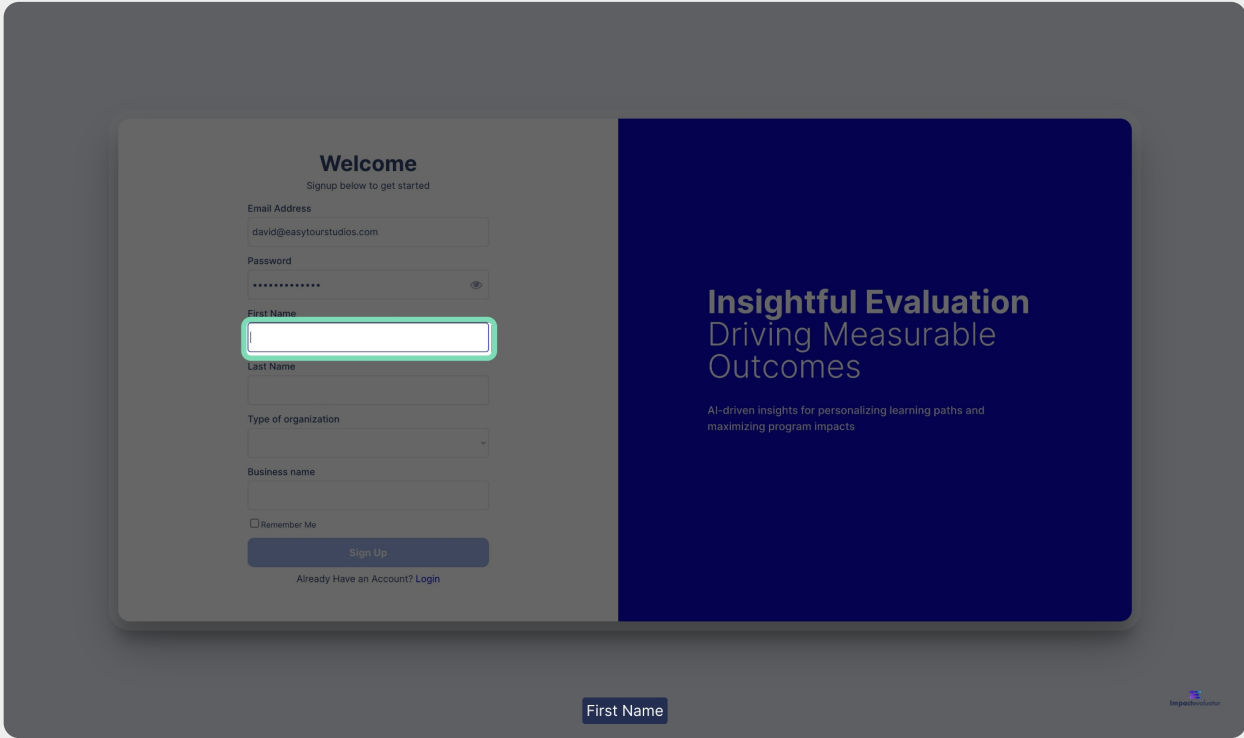 Welcome
Signup below to get started
Email Address
david@easytourstudios.com
Password
•••••••••••••
First Name
Last Name
Type of organization
Business name
Remember Me
Sign Up
Already Have an Account? Login
Insightful Evaluation
Driving Measurable
Outcomes
AI-driven insights for personalizing learning paths and
maximizing program impacts
First Name
Impactevaluator